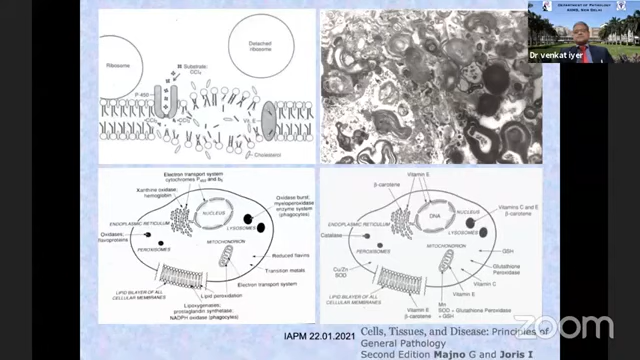 DEPARTMENT OF PATHOLOGY
AIIMS, New Delhi
Dr venkat iyer
Ribosome
Detached
ribosome
Substrate:
CCl4
P-450
Vit. E
Cholesterol
Electron transport system
cytochromes P450 and b5
Xanthine oxidase,
hemoglobin
Oxidase burst;
myeloperoxidase
enzyme system
(phagocytes)
NUCLEUS
ENDOPLASMIC RETICULUM
LYSOSOMES
Oxidases;
flavoproteins
PEROXISOMES
MITOCHONDRION
Reduced flavins
Transition metals
Electron transport system
LIPID BILAYER OF ALL
CELLULAR MEMBRANES
Lipid peroxidation
Lipoxygenases;
prostaglandin synthetase;
NADPH oxidase (phagocytes)
Vitamin E
β-carotene
Vitamins C and E
β-carotene
DNA
NUCLEUS
ENDOPLASMIC RETICULUM
LYSOSOMES
Catalase
PEROXISOMES
MITOCHONDRION
GSH
Cu/Zn
SOD
Glutathione
Peroxidase
Vitamin C
Vitamin E
LIPID BILAYER OF ALL
CELLULAR MEMBRANES
Vitamin E
β-carotene
Mn
SOD + Glutathione Peroxidase
+ GSH
IAPM 22.01.2021
Cells, Tissues, and Disease: Principles of
General Pathology
Second Edition Majno G and Joris I
zoom